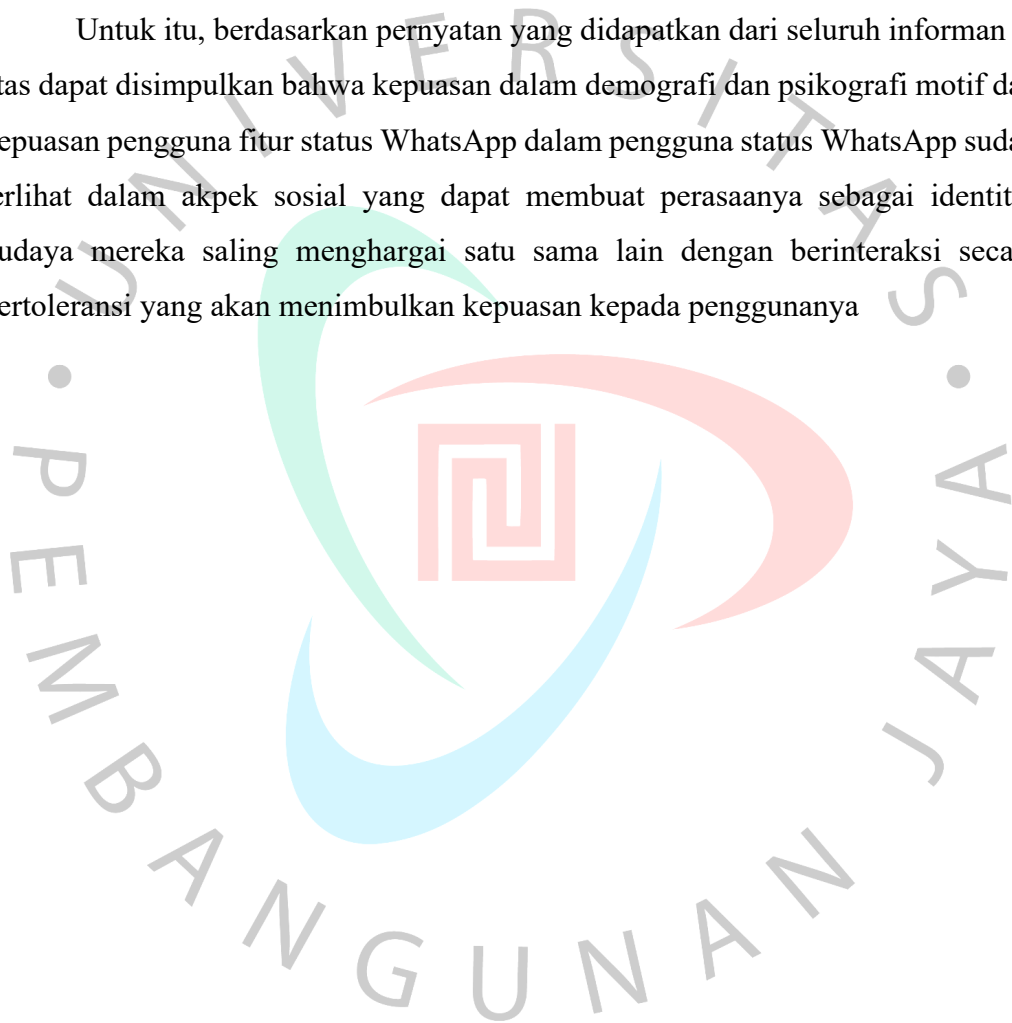 Untuk itu, berdasarkan pernyatan yang didapatkan dari seluruh informan
tas dapat disimpulkan bahwa kepuasan dalam demografi dan psikografi motif da
epuasan pengguna fitur status WhatsApp dalam pengguna status WhatsApp suda
erlihat dalam akpek sosial yang dapat membuat perasaanya sebagai identit
udaya mereka saling menghargai satu sama lain dengan berinteraksi seca
ertoleransi yang akan menimbulkan kepuasan kepada penggunanya
UNIVERSITAS
PEMBANGUNAN JAYA